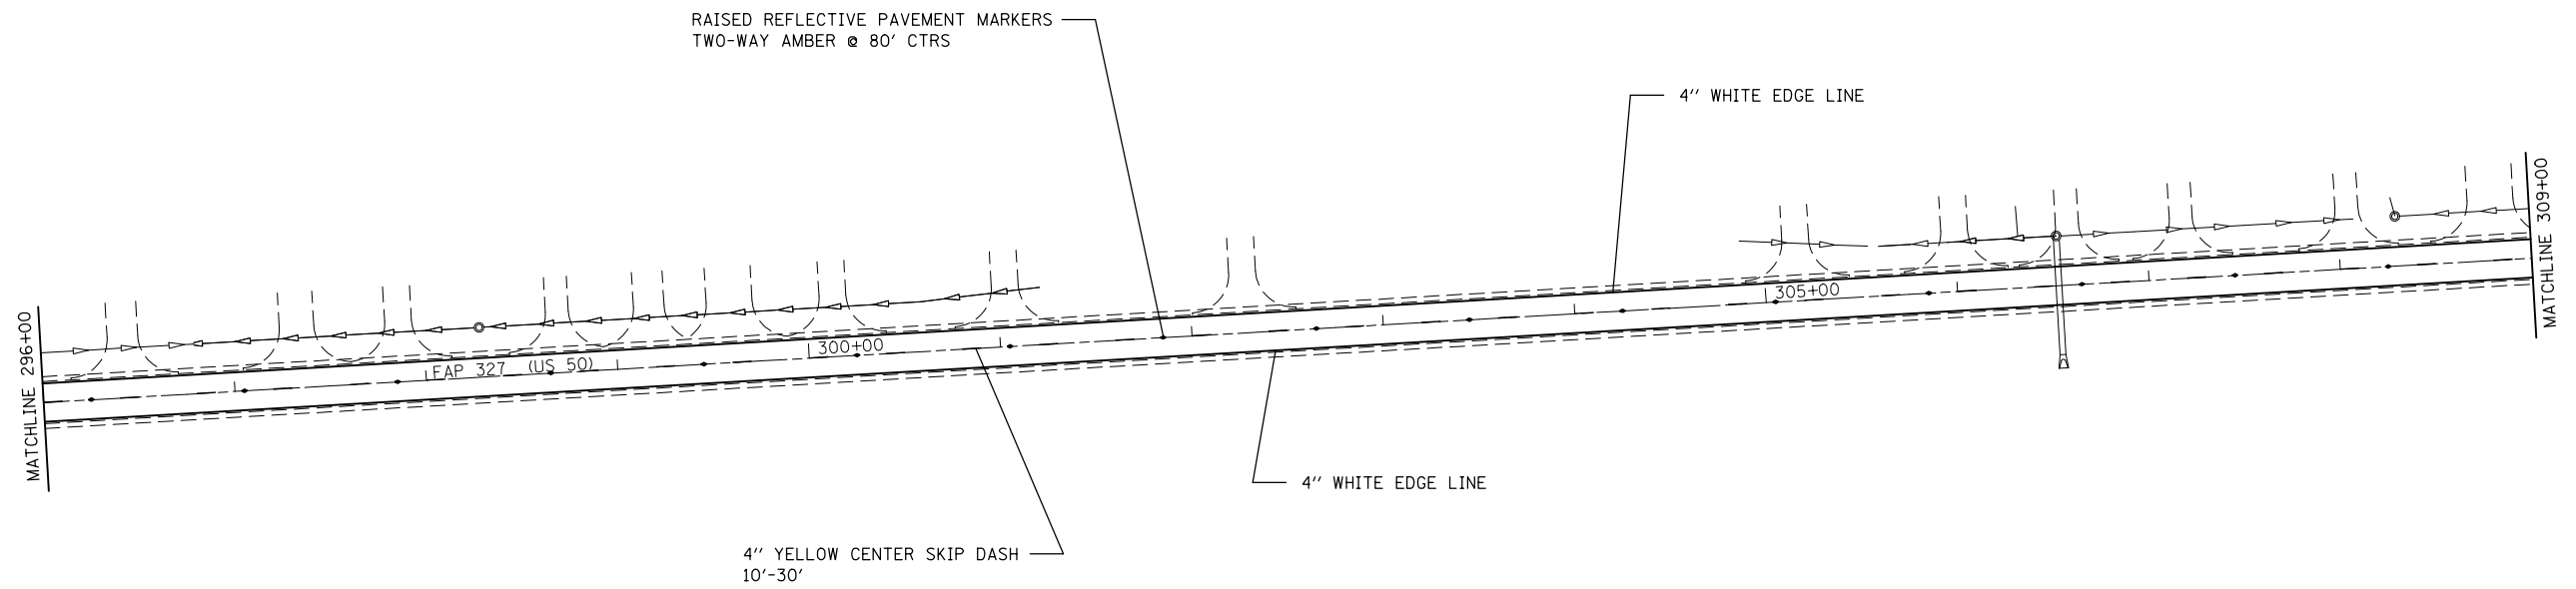 RAISED REFLECTIVE PAVEMENT MARKERS
TWO-WAY AMBER @ 80' CTRS
4" WHITE EDGE LINE
MATCHLINE 296+00
FAP 327 (US 50)
300+00
305+00
MATCHLINE 309+00
4" WHITE EDGE LINE
4" YELLOW CENTER SKIP DASH
10'-30'